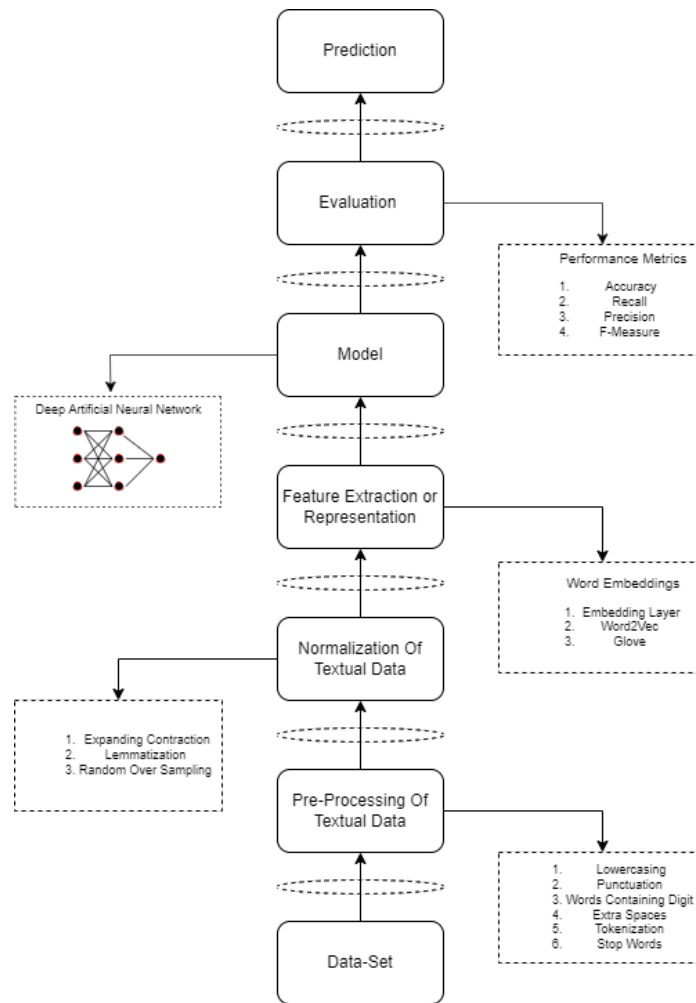 Prediction
Evaluation
Performance Metrics
1. Accuracy
2. Recall
3. Precision
4. F-Measure
Model
Deep Artificial Neural Network
Feature Extraction or
Representation
Word Embeddings
1. Embedding Layer
2. Word2Vec
3. Glove
Normalization Of
Textual Data
1. Expanding Contraction
2. Lemmatization
3. Random Over Sampling
Pre-Processing Of
Textual Data
1. Lowercasing
2. Punctuation
3. Words Containing Digit
4. Extra Spaces
5. Tokenization
6. Stop Words
Data-Set